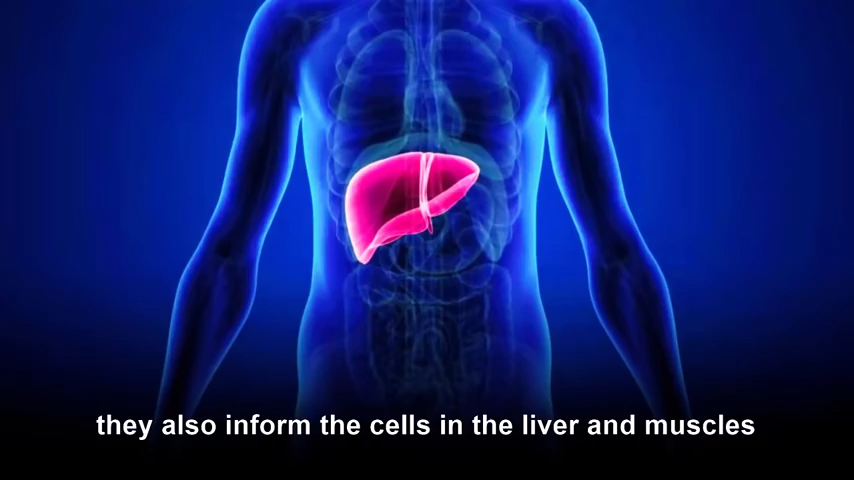 they also inform the cells in the liver and muscles